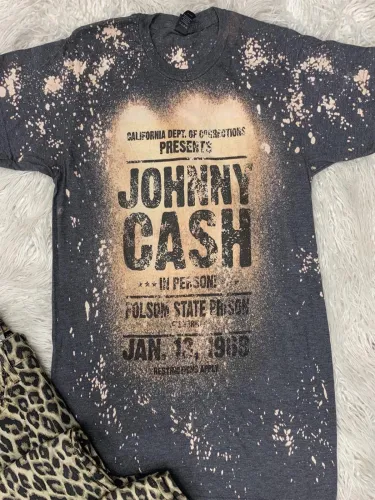 CALIFORNIA DEPT. OF CORRECTIONS
PRESENTS
JOHNNY
CASH
*** IN PERSON!
FOLSOM STATE PRISON
JAN. 13, 1968
RESTRICTIONS APPLY